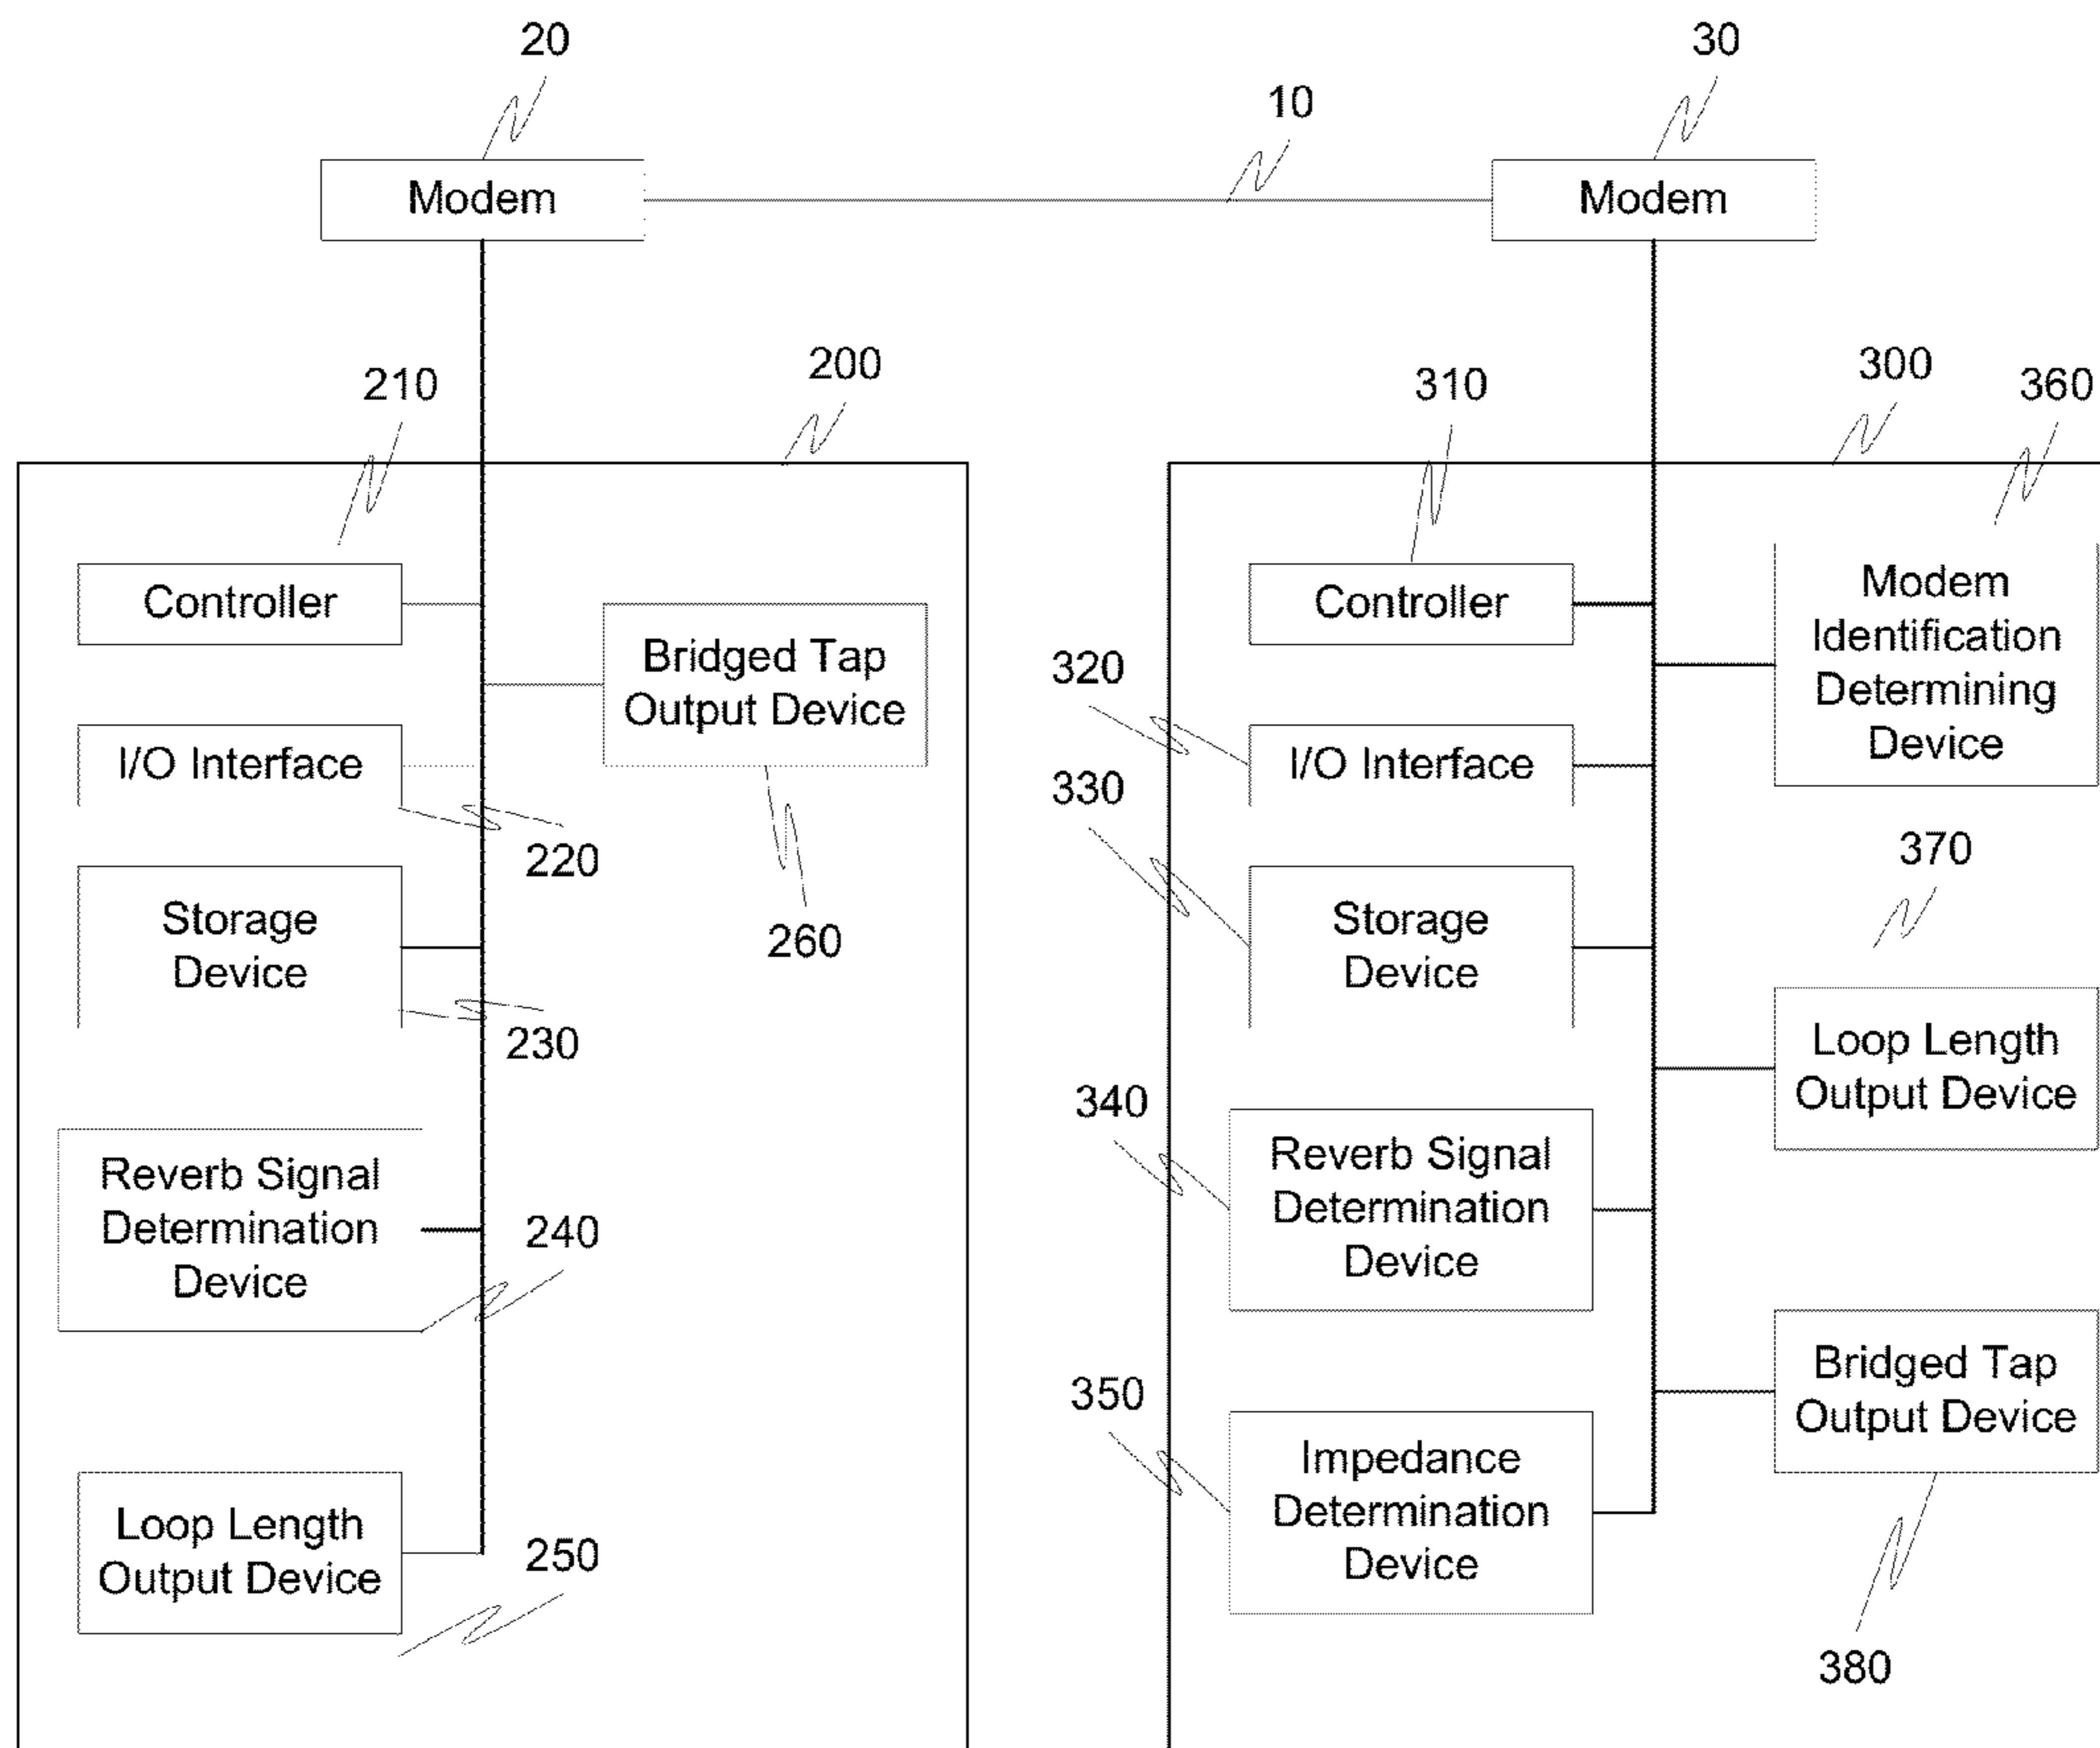 20
30
10
Modem
Modem
210
200
310
300
360
Controller
Bridged Tap
Output Device
I/O Interface
220
260
Storage
Device
230
Reverb Signal
Determination
Device
240
Loop Length
Output Device
250
Controller
Modem
Identification
Determining
Device
320
I/O Interface
330
370
Storage
Device
Loop Length
Output Device
340
Reverb Signal
Determination
Device
Bridged Tap
Output Device
350
Impedance
Determination
Device
380